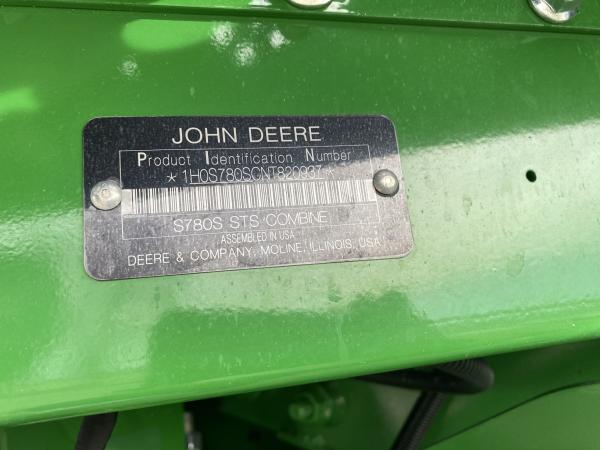 JOHN DEERE
Product Identification Number
*1H0S780SCNT820937*
S780S STS COMBINE
ASSEMBLED IN USA
DEERE & COMPANY, MOLINE, ILLINOIS, USA